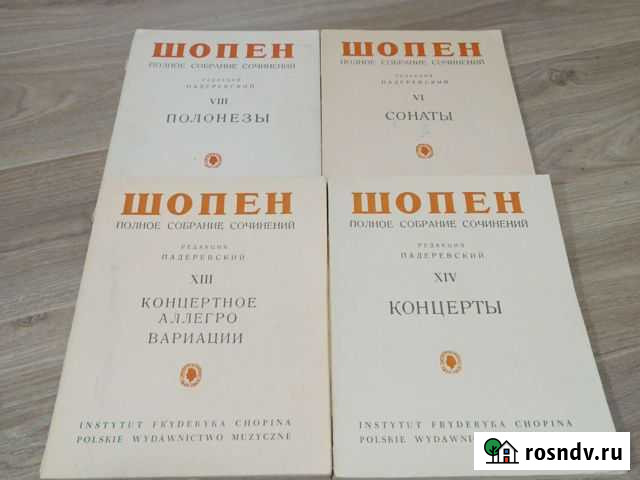 ШОПЕН
ПОЛНОЕ СОБРАНИЕ СОЧИНЕНИЙ
РЕДАКЦИЯ
ПАДЕРЕВСКИЙ
VIII
ПОЛОНЕЗЫ
ШОПЕН
ПОЛНОЕ СОБРАНИЕ СОЧИНЕНИЙ
РЕДАКЦИЯ
ПАДЕРЕВСКИЙ
VI
СОНАТЫ
ШОПЕН
ПОЛНОЕ СОБРАНИЕ СОЧИНЕНИЙ
РЕДАКЦИЯ
ПАДЕРЕВСКИЙ
XIII
КОНЦЕРТНОЕ
АЛЛЕГРО
ВАРИАЦИИ
INSTYTUT FRYDERYKA CHOPINA
POLSKIE WYDAWNICTWO MUZYCZNE
ШОПЕН
ПОЛНОЕ СОБРАНИЕ СОЧИНЕНИЙ
РЕДАКЦИЯ
ПАДЕРЕВСКИЙ
XIV
КОНЦЕРТЫ
INSTYTUT FRYDERYKA CHOPINA
POLSKIE WYDAWN
rosndv.ru